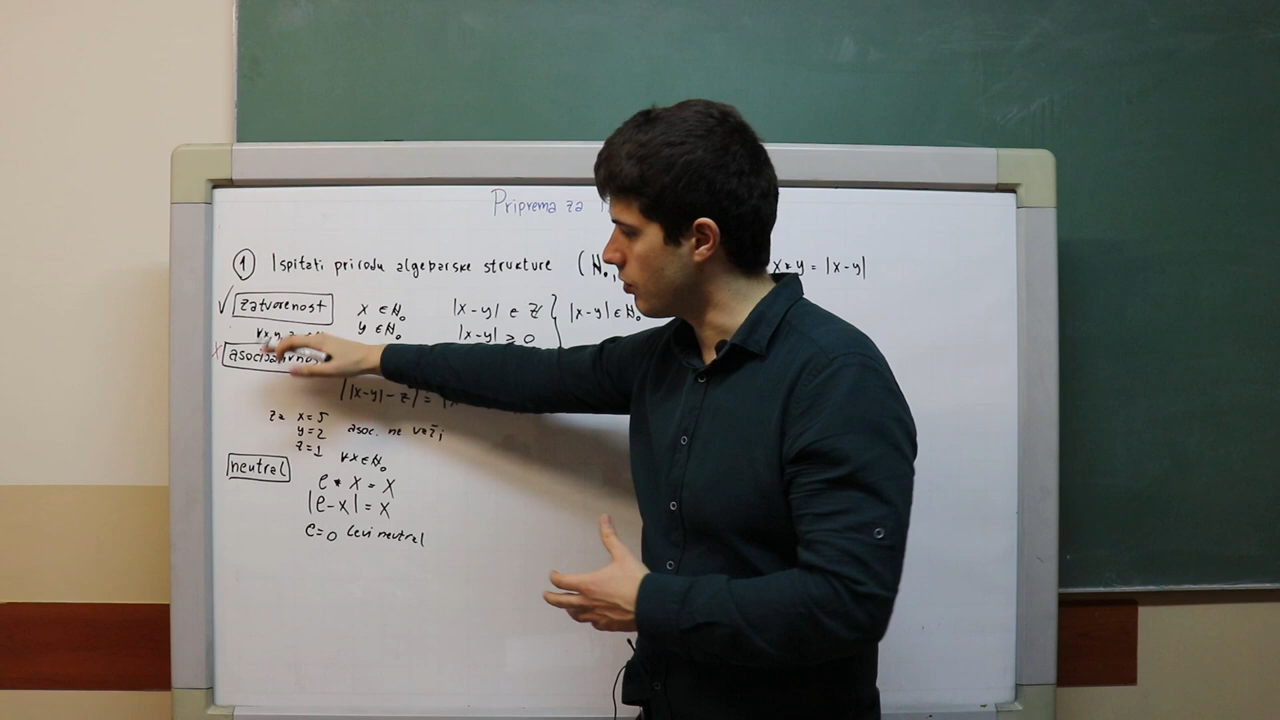 Priprema za
① Ispitati prirodu algebarske strukture (N₀, x*y = |x-y|
✓ zatvorenost x ∈ N₀ |x-y| ∈ Z } |x-y| ∈ N₀
y ∈ N₀ |x-y| ≥ 0
x
||x-y|-z| =
za x=5
y=2 asoc. ne važi
z=1
neutral ∀x∈N₀
e * x = x
|e-x| = x
e=0 levi neutral